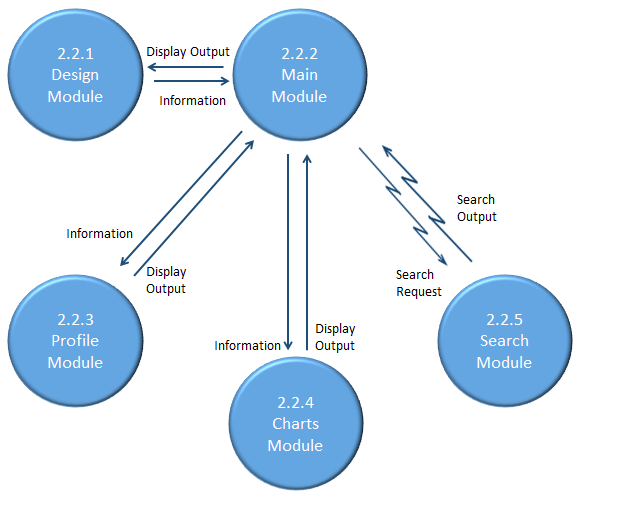 2.2.1
Design
Module
Display Output
Information
2.2.2
Main
Module
Information
Display
Output
Search
Output
Search
Request
2.2.3
Profile
Module
Information
Display
Output
2.2.4
Charts
Module
2.2.5
Search
Module